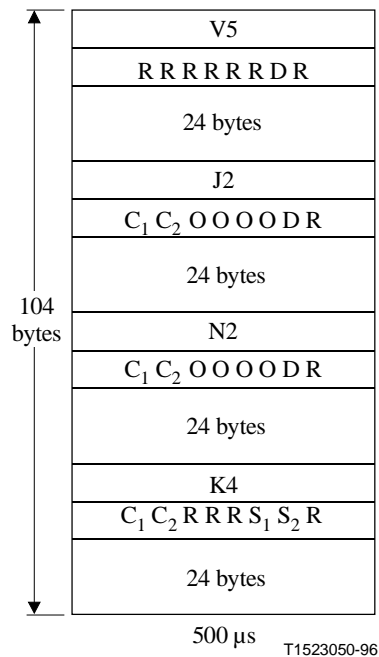 V5
R R R R R R D R
24 bytes
J2
C₁ C₂ O O O O D R
24 bytes
104
bytes
N2
C₁ C₂ O O O O D R
24 bytes
K4
C₁ C₂ R R R S₁ S₂ R
24 bytes
500 µs
T1523050-96